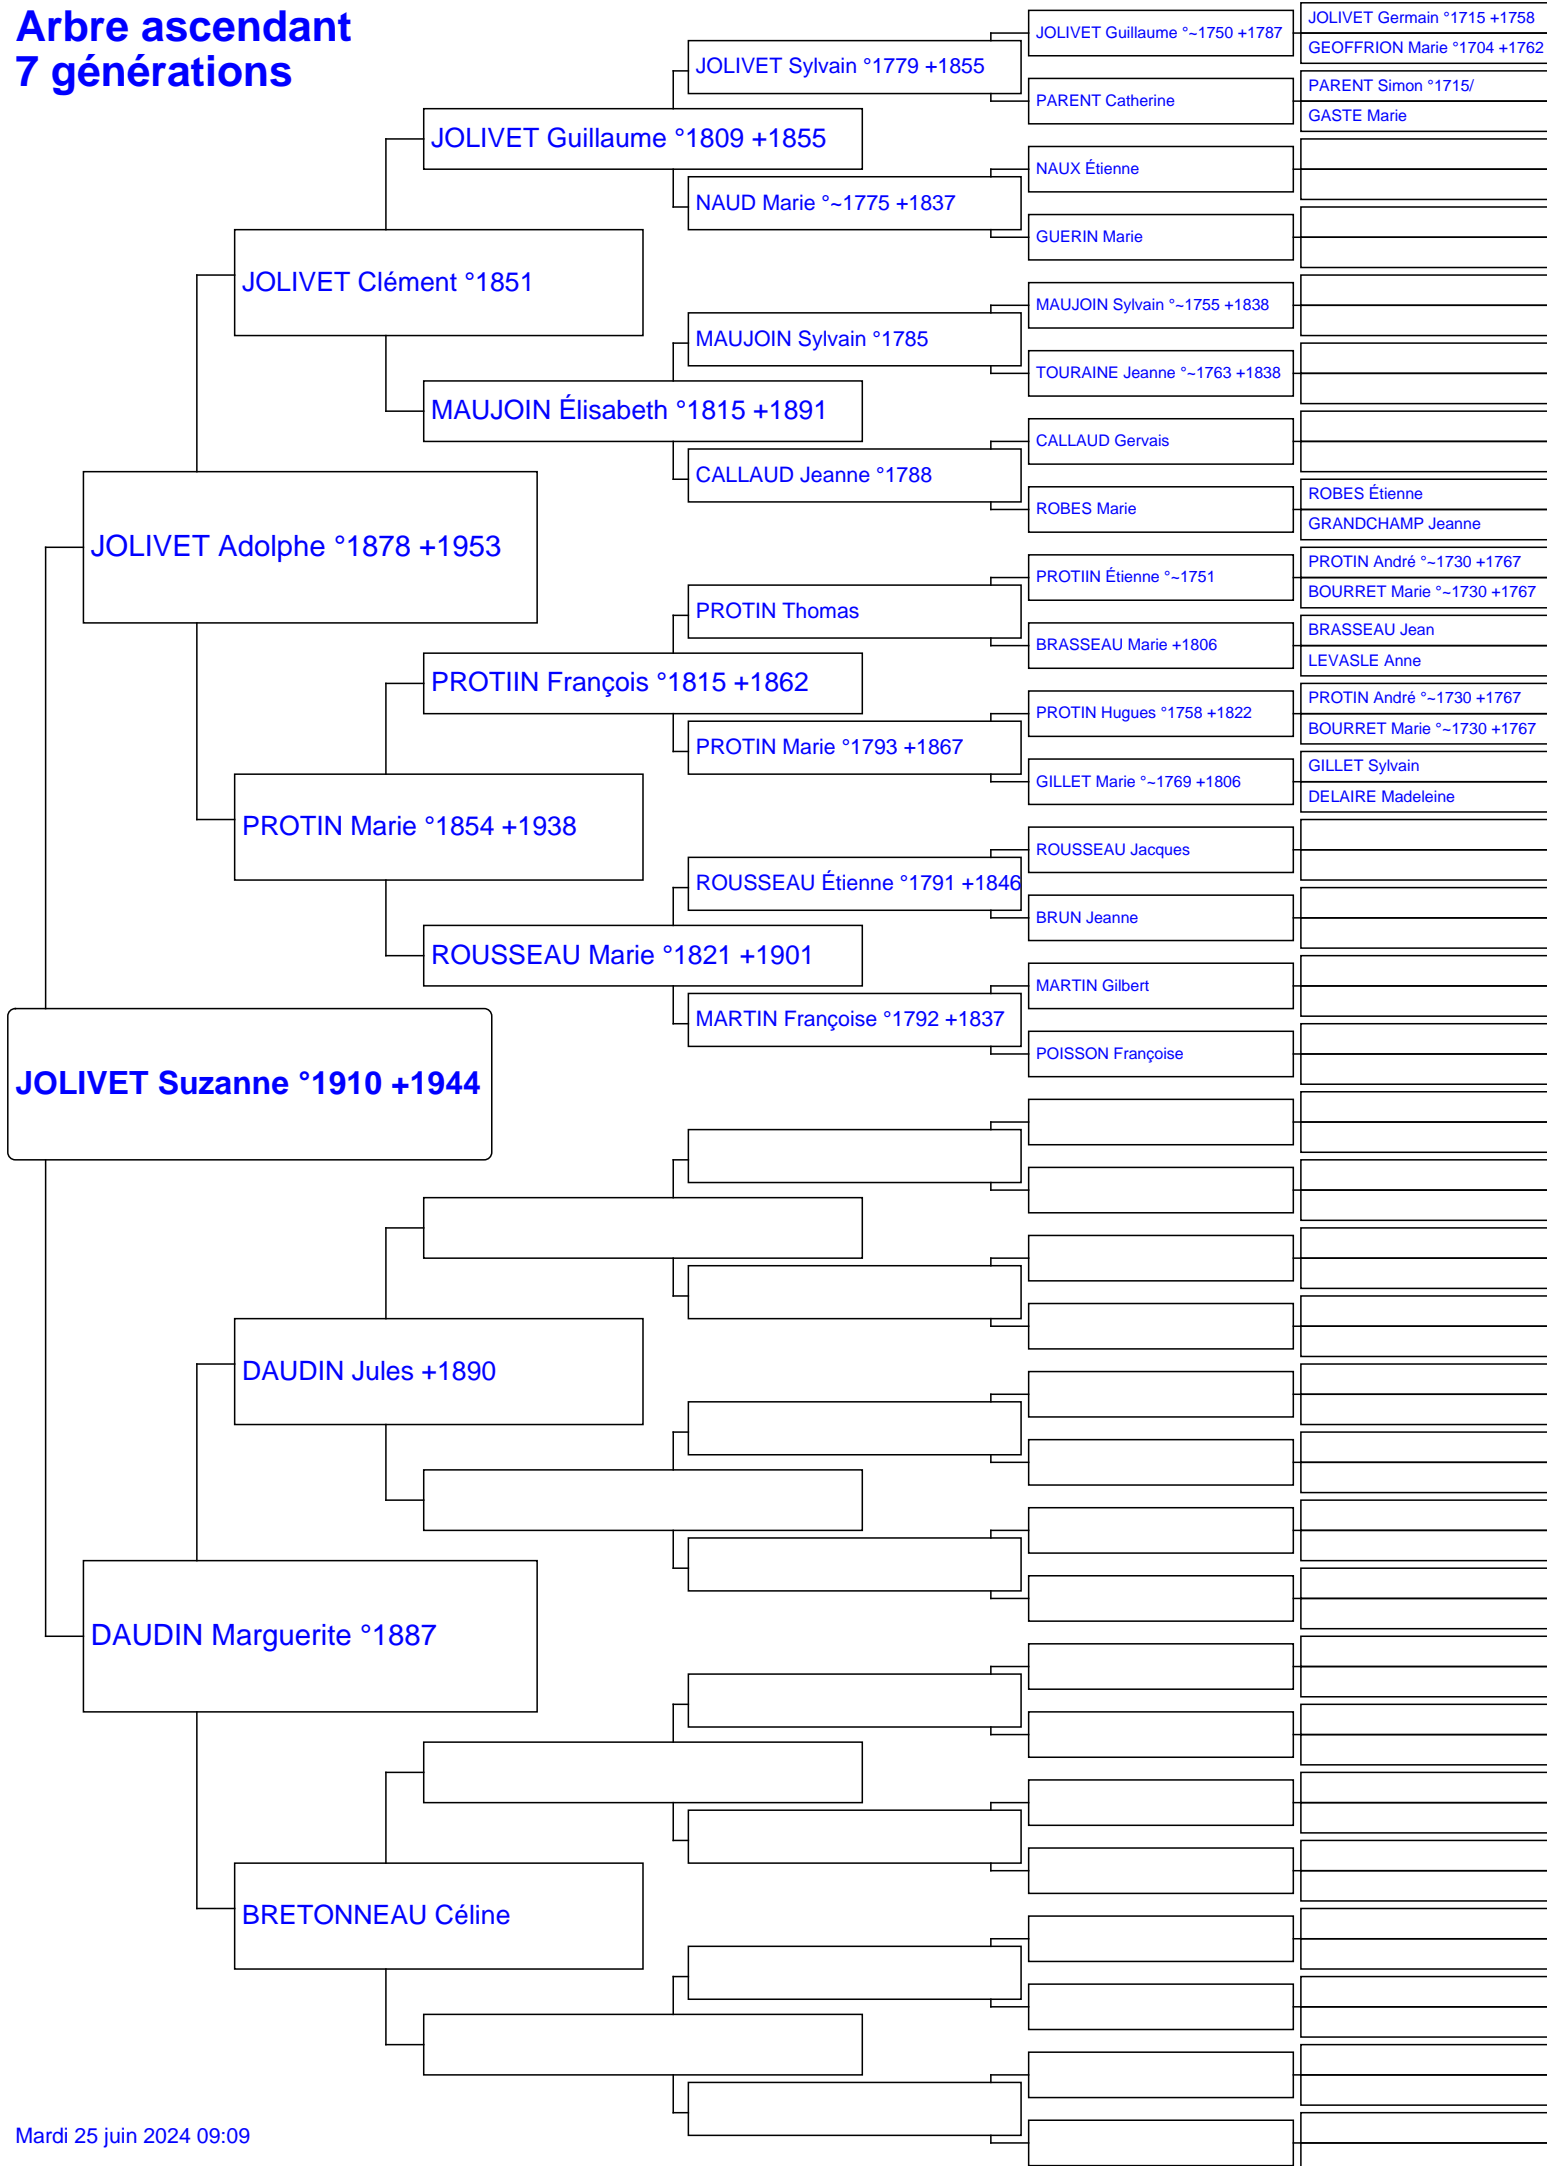 Arbre ascendant
7 générations
JOLIVET Suzanne °1910 +1944
JOLIVET Adolphe °1878 +1953
DAUDIN Marguerite °1887
JOLIVET Clément °1851
PROTIN Marie °1854 +1938
DAUDIN Jules +1890
BRETONNEAU Céline
JOLIVET Guillaume °1809 +1855
MAUJOIN Élisabeth °1815 +1891
PROTIIN François °1815 +1862
ROUSSEAU Marie °1821 +1901
JOLIVET Sylvain °1779 +1855
NAUD Marie °~1775 +1837
MAUJOIN Sylvain °1785
CALLAUD Jeanne °1788
PROTIN Thomas
PROTIN Marie °1793 +1867
ROUSSEAU Étienne °1791 +1846
MARTIN Françoise °1792 +1837
JOLIVET Guillaume °~1750 +1787
PARENT Catherine
NAUX Étienne
GUERIN Marie
MAUJOIN Sylvain °~1755 +1838
TOURAINE Jeanne °~1763 +1838
CALLAUD Gervais
ROBES Marie
PROTIIN Étienne °~1751
BRASSEAU Marie +1806
PROTIN Hugues °1758 +1822
GILLET Marie °~1769 +1806
ROUSSEAU Jacques
BRUN Jeanne
MARTIN Gilbert
POISSON Françoise
JOLIVET Germain °1715 +1758
GEOFFRION Marie °1704 +1762
PARENT Simon °1715/
GASTE Marie
ROBES Étienne
GRANDCHAMP Jeanne
PROTIN André °~1730 +1767
BOURRET Marie °~1730 +1767
BRASSEAU Jean
LEVASLE Anne
PROTIN André °~1730 +1767
BOURRET Marie °~1730 +1767
GILLET Sylvain
DELAIRE Madeleine
Mardi 25 juin 2024 09:09